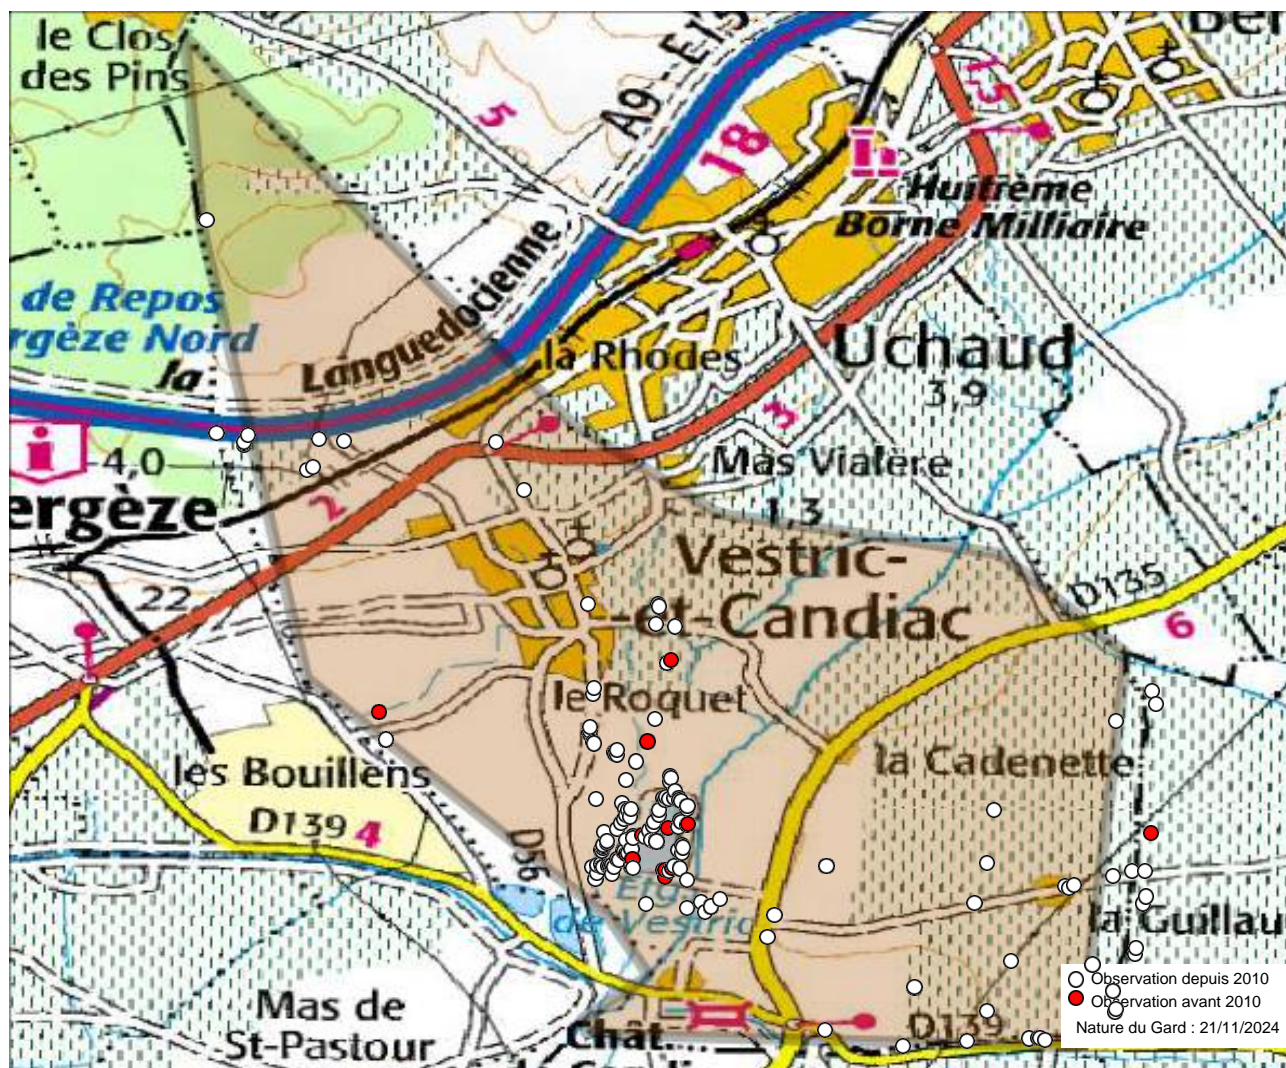 le Clos
des Pins
5
A9 - E15
18
1,5
Huitième
Borne Milliaire
de Repos
rgèze Nord
la
Languedocienne
la Rhodes
Uchaud
3,9
3
i
4,0
Mas Vialère
ergèze
2
1,3
Vestric-
-et-Candiac
D135
22
6
le Roquet
les Bouillens
la Cadenette
D139 4
D56
Etg
de Vestric
la Guillau
Mas de
St-Pastour
Chât.
D139
Observation depuis 2010
Observation avant 2010
Nature du Gard : 21/11/2024